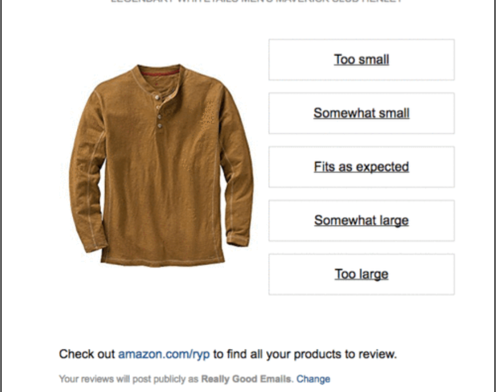 LEGENDARY WHITETAILS MEN'S MAVERICK CLUB HENLEY
Too small
Somewhat small
Fits as expected
Somewhat large
Too large
Check out amazon.com/ryp to find all your products to review.
Your reviews will post publicly as Really Good Emails. Change